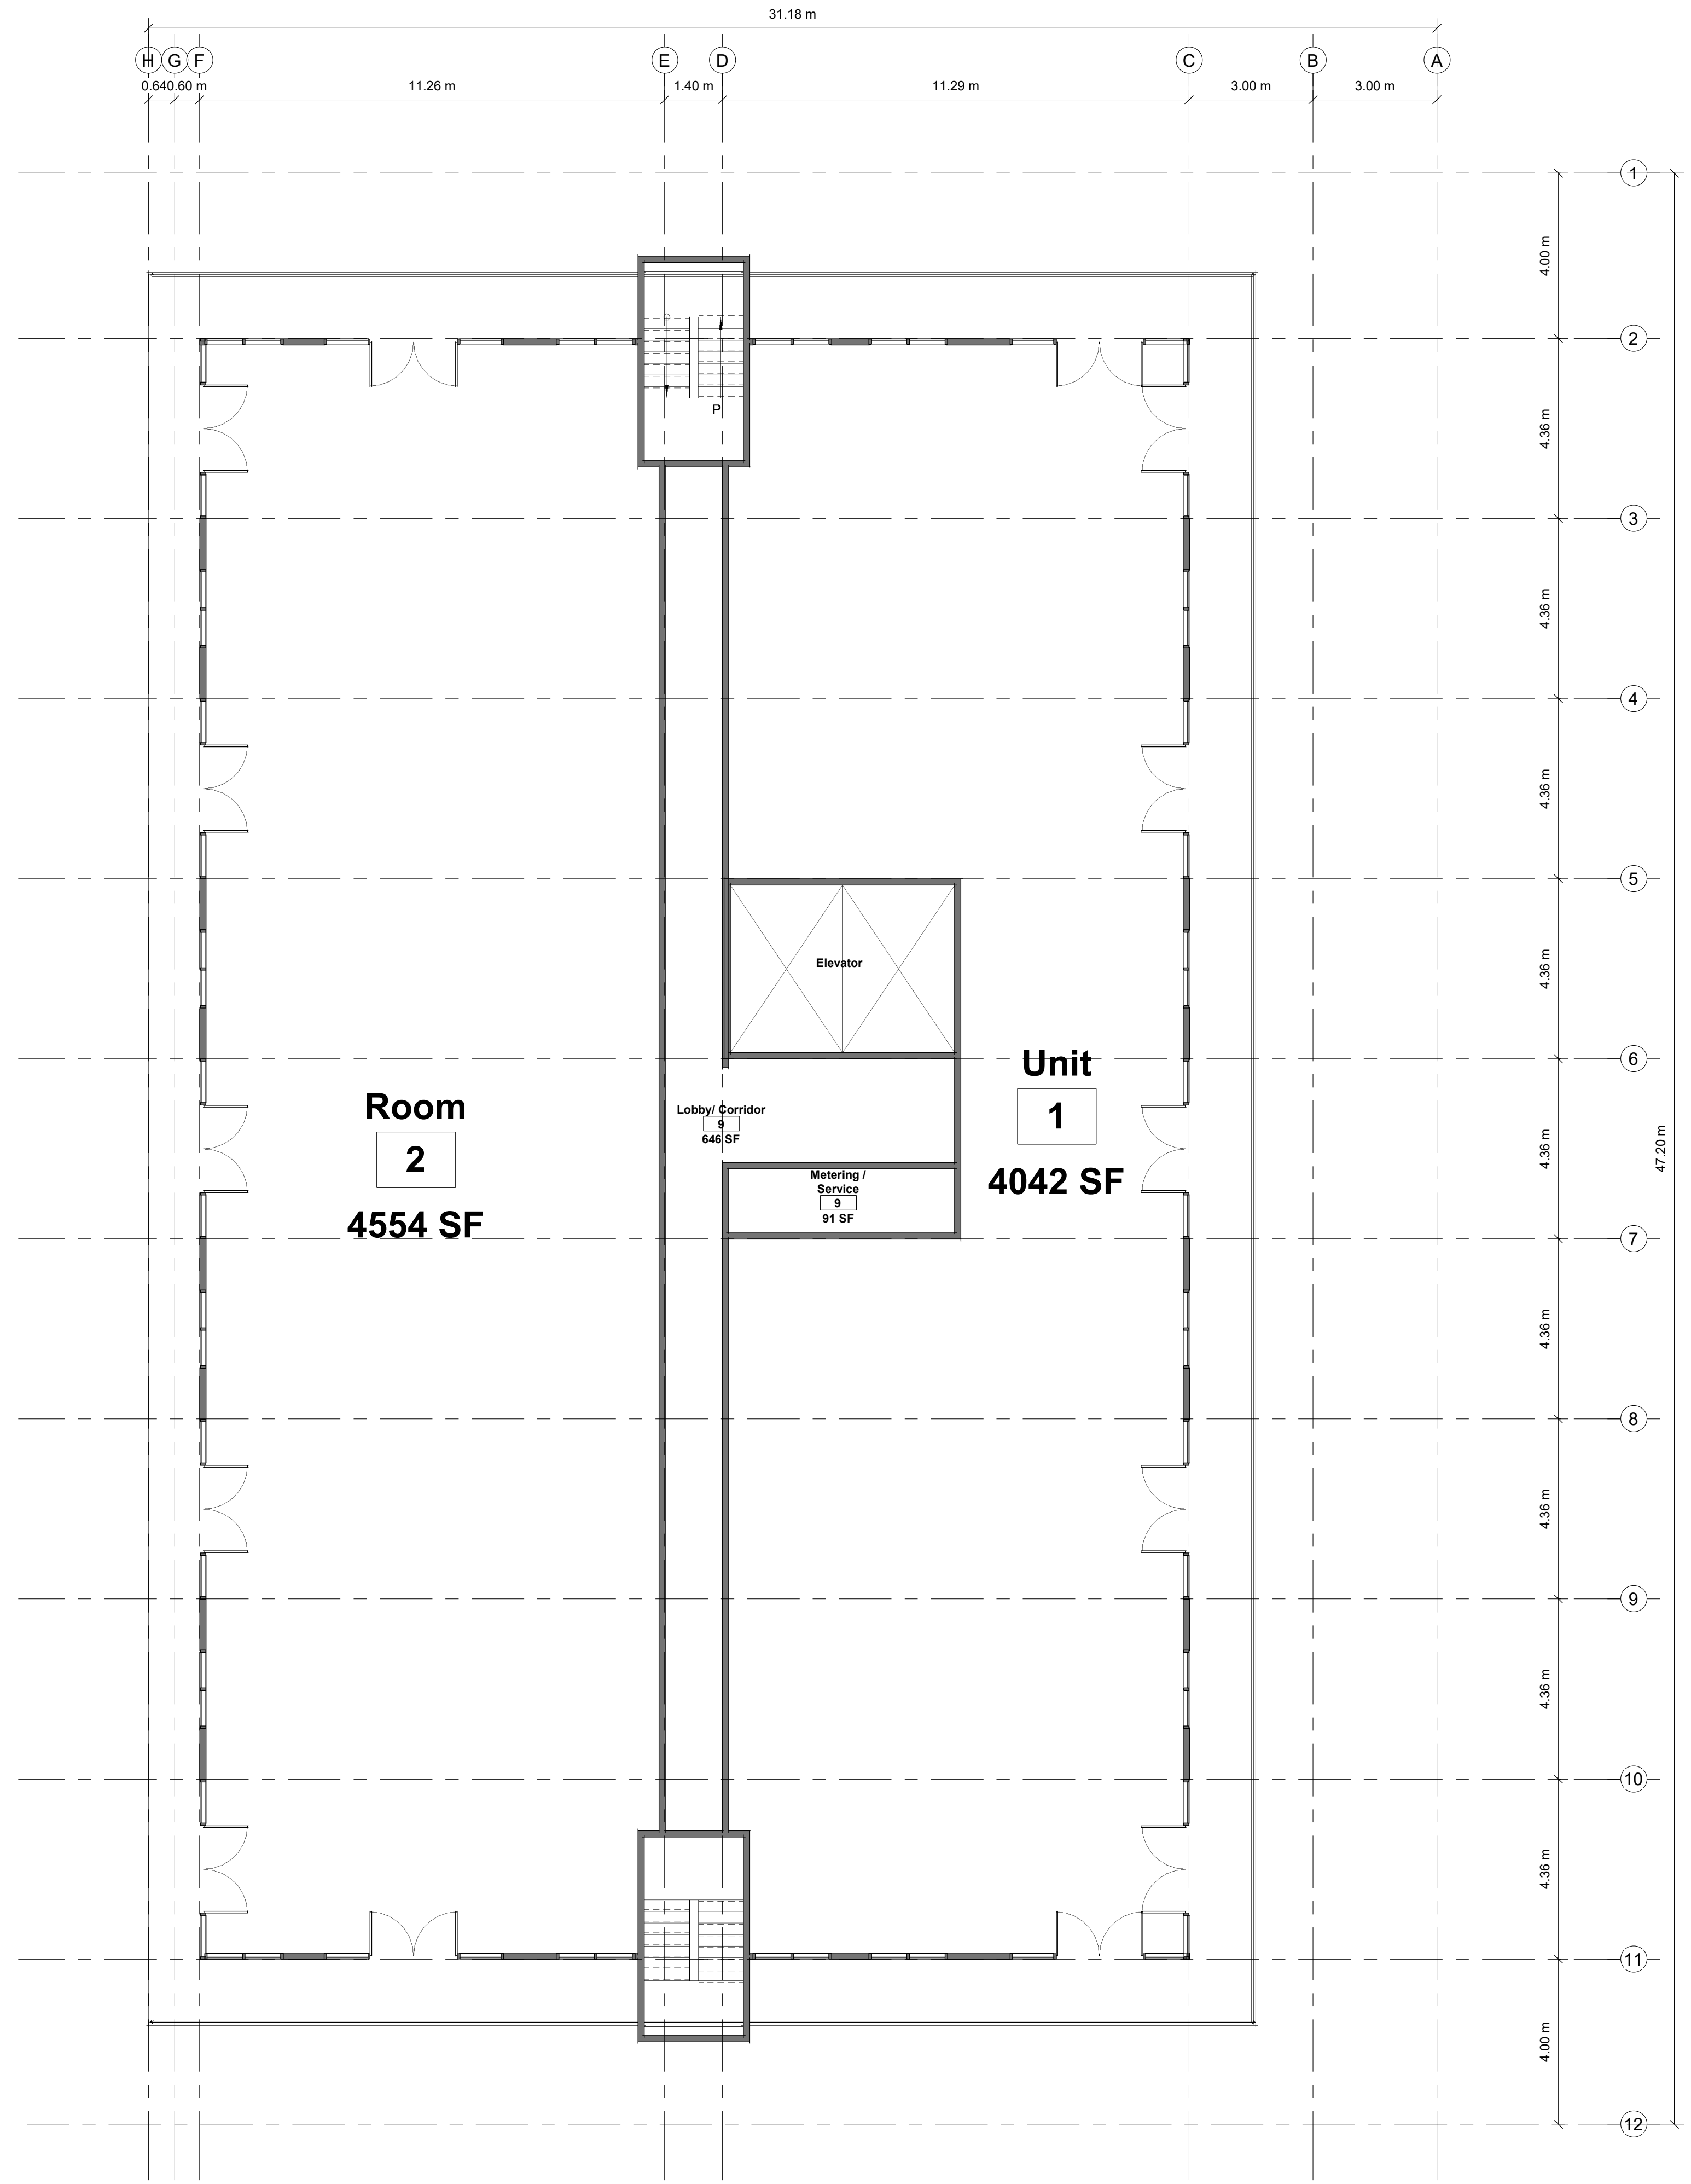 31.18 m
H G F E D C B A
0.640.60 m 11.26 m 1.40 m 11.29 m 3.00 m 3.00 m
1
4.00 m
2
P
4.36 m
3
4.36 m
4
4.36 m
5
Elevator
4.36 m
6
Unit
1
4042 SF
Room
2
4554 SF
Lobby/ Corridor
9
646 SF
Metering /
Service
9
91 SF
4.36 m
47.20 m
7
4.36 m
8
4.36 m
9
4.36 m
10
4.36 m
11
4.00 m
12